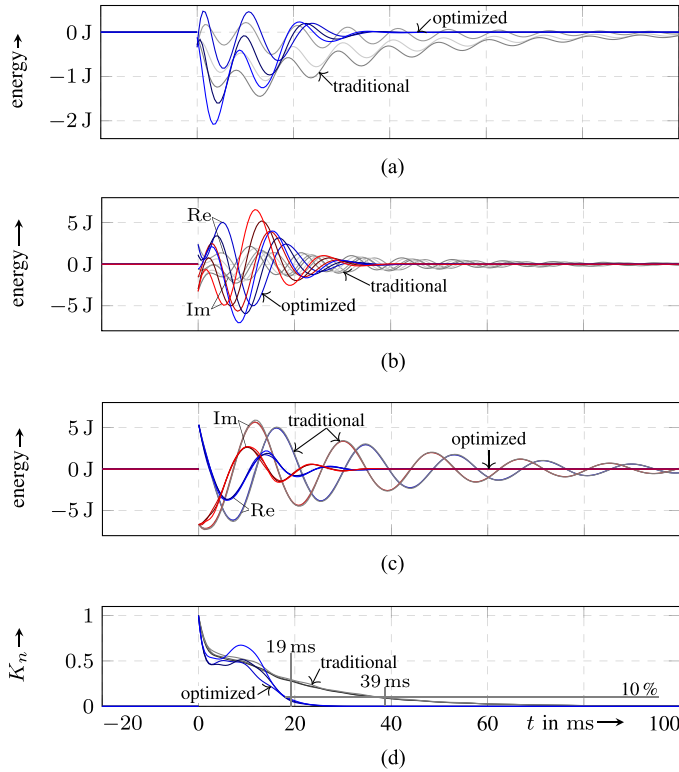 0 J
−1 J
−2 J
energy
optimized
traditional
(a)
5 J
0 J
−5 J
energy
Re
Im
optimized
traditional
(b)
5 J
0 J
−5 J
energy
Im
traditional
optimized
Re
(c)
1
0.5
0
Kₙ
19 ms
traditional
39 ms
optimized
10 %
−20 0 20 40 60 t in ms 100
(d)